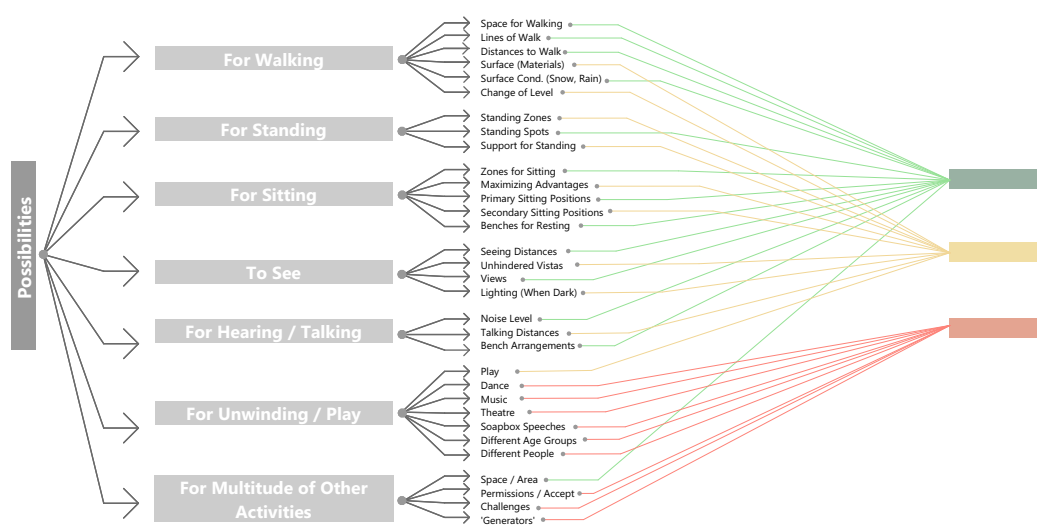 Possibilities
For Walking
Space for Walking
Lines of Walk
Distances to Walk
Surface (Materials)
Surface Cond. (Snow, Rain)
Change of Level
For Standing
Standing Zones
Standing Spots
Support for Standing
For Sitting
Zones for Sitting
Maximizing Advantages
Primary Sitting Positions
Secondary Sitting Positions
Benches for Resting
To See
Seeing Distances
Unhindered Vistas
Views
Lighting (When Dark)
For Hearing / Talking
Noise Level
Talking Distances
Bench Arrangements
For Unwinding / Play
Play
Dance
Music
Theatre
Soapbox Speeches
Different Age Groups
Different People
For Multitude of Other
Activities
Space / Area
Permissions / Accept
Challenges
'Generators'